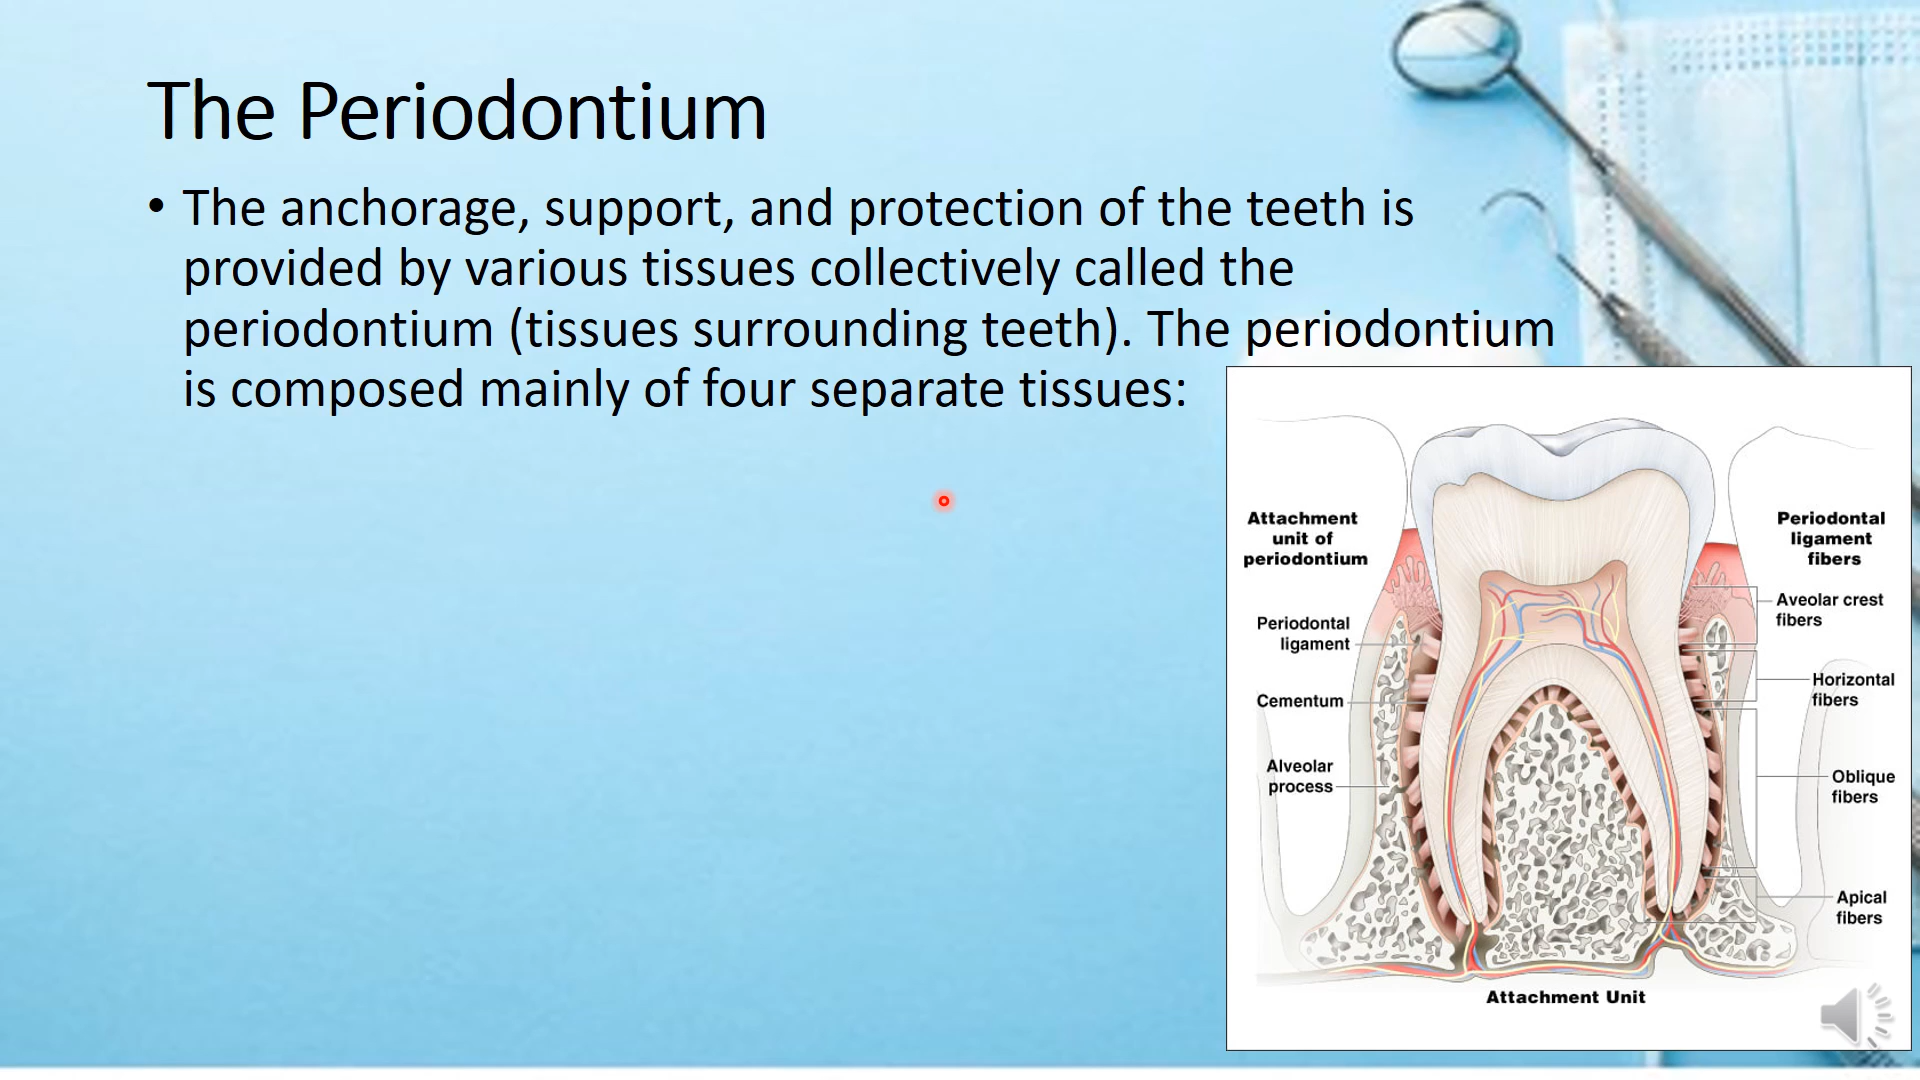 The Periodontium
• The anchorage, support, and protection of the teeth is
provided by various tissues collectively called the
periodontium (tissues surrounding teeth). The periodontium
is composed mainly of four separate tissues:
Attachment
unit of
periodontium
Periodontal
ligament
Cementum
Alveolar
process
Periodontal
ligament
fibers
Aveolar crest
fibers
Horizontal
fibers
Oblique
fibers
Apical
fibers
Attachment Unit